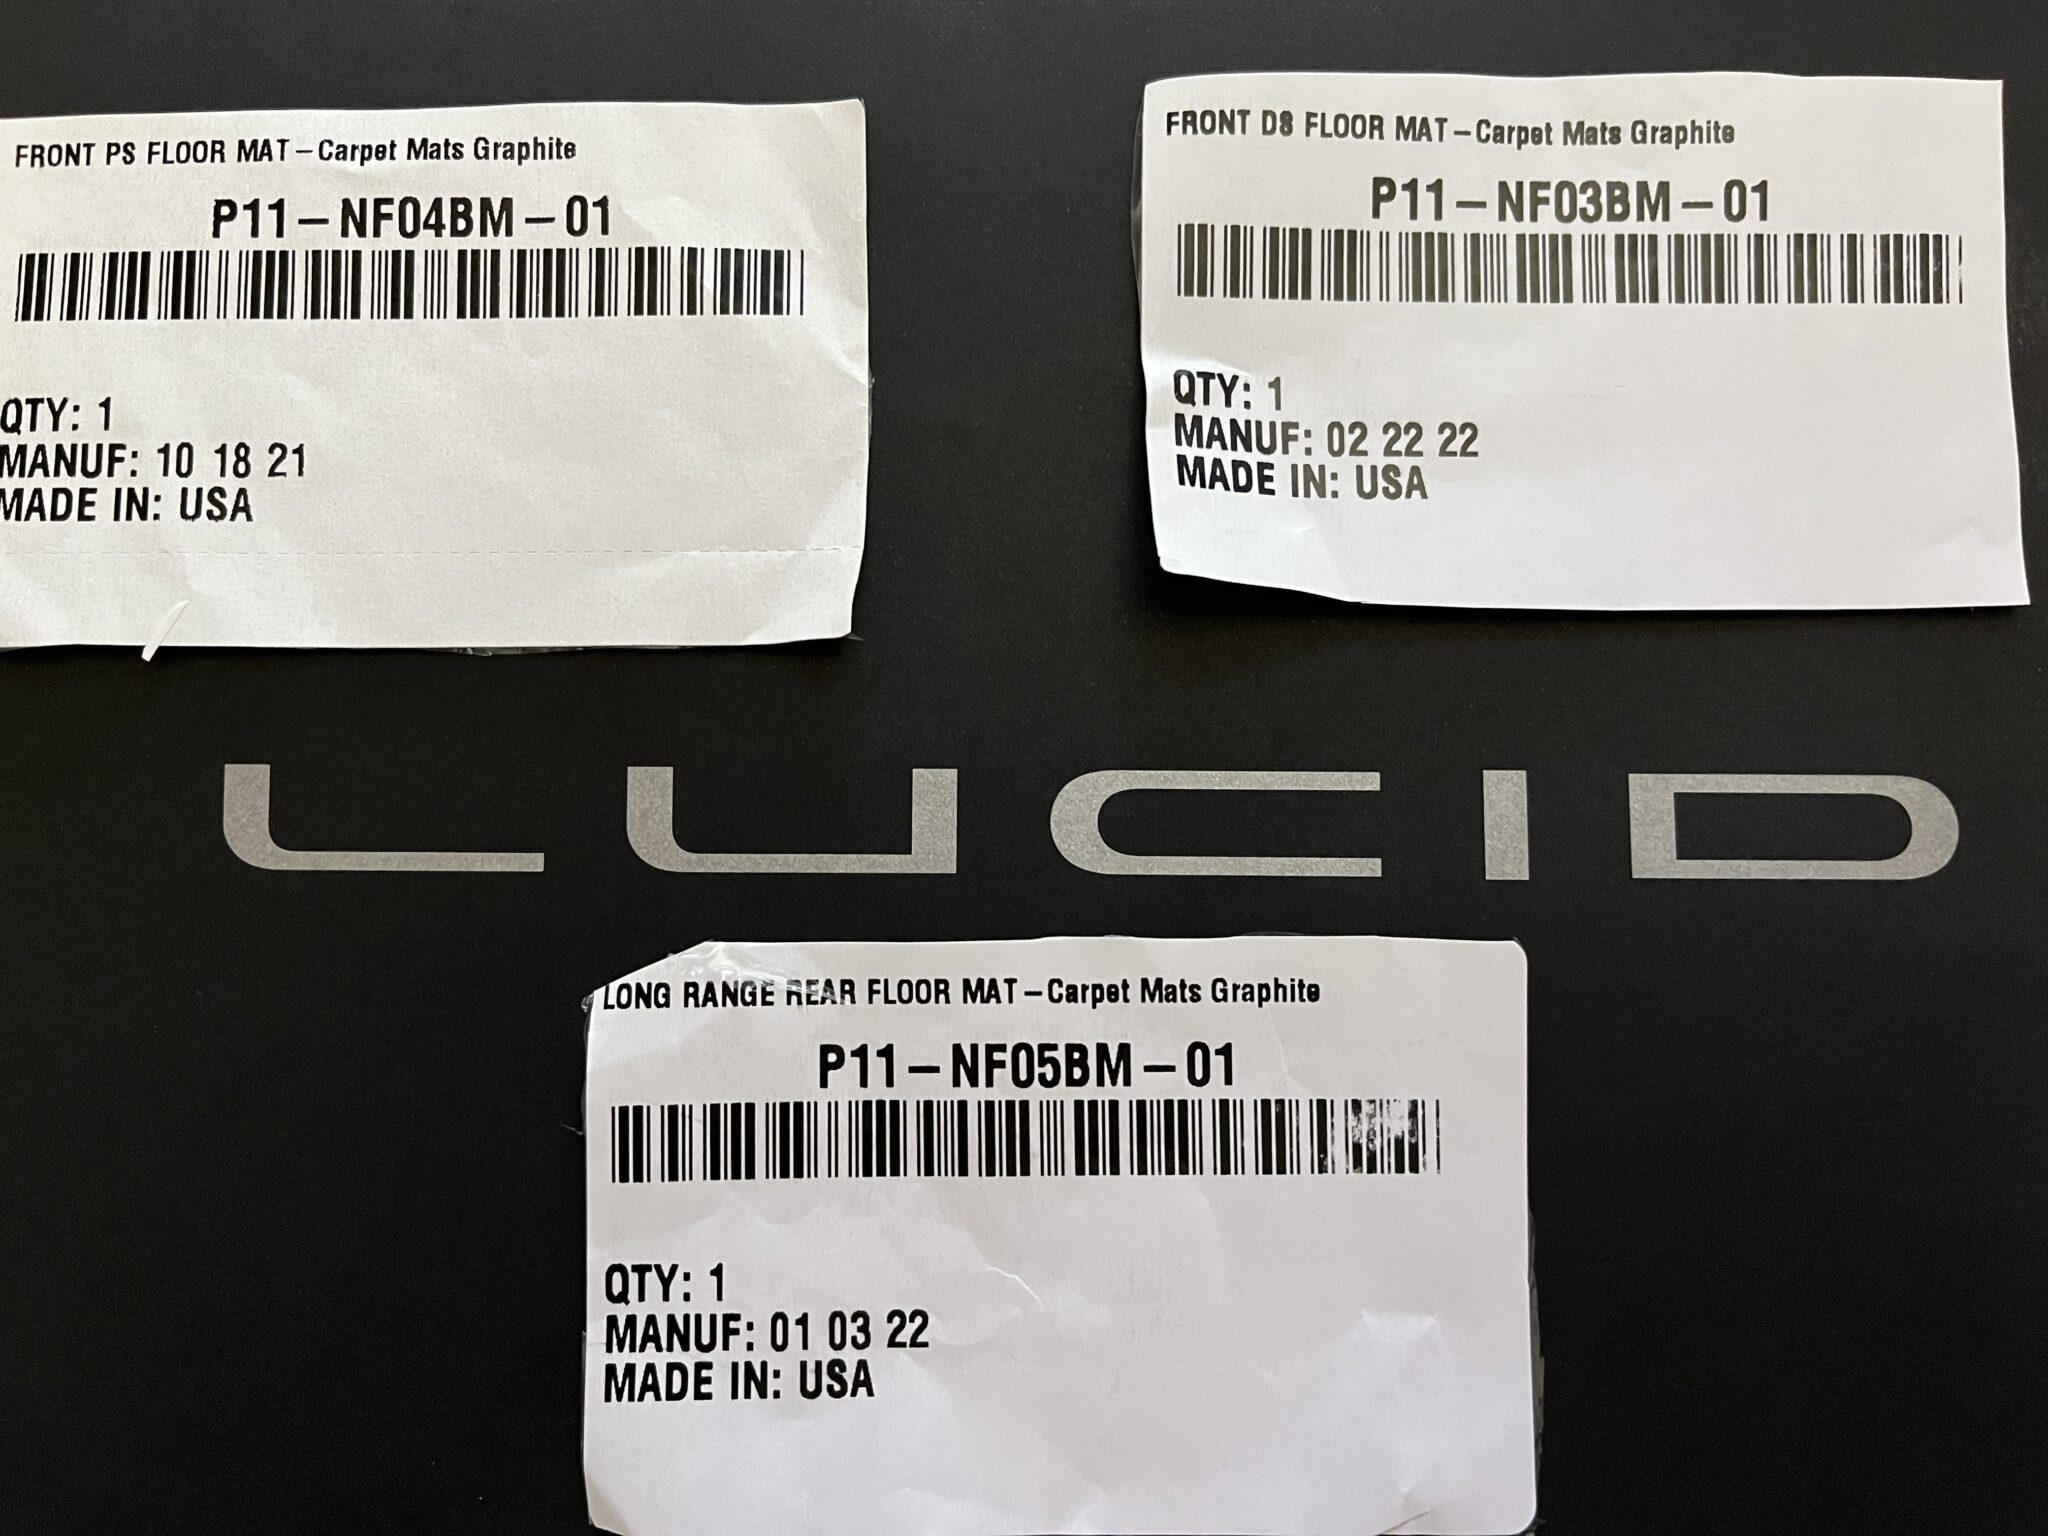 FRONT PS FLOOR MAT – Carpet Mats Graphite
P11 – NF04BM – 01
QTY: 1
MANUF: 10 18 21
MADE IN: USA
FRONT DS FLOOR MAT – Carpet Mats Graphite
P11 – NF03BM – 01
QTY: 1
MANUF: 02 22 22
MADE IN: USA
LUCID
LONG RANGE REAR FLOOR MAT – Carpet Mats Graphite
P11 – NF05BM – 01
QTY: 1
MANUF: 01 03 22
MADE IN: USA